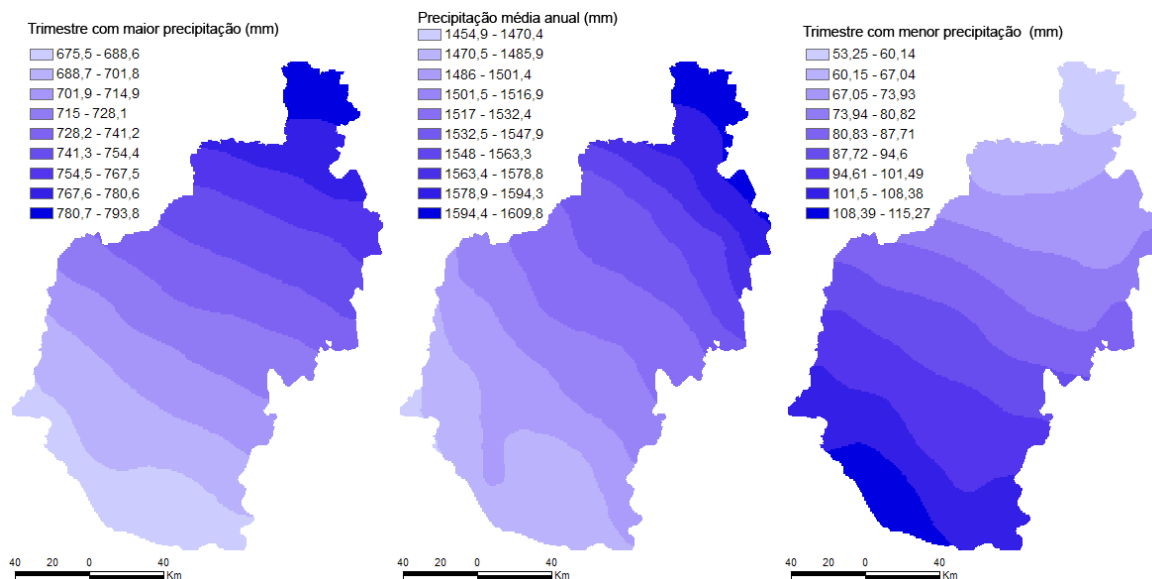 Trimestre com maior precipitação (mm)
675,5 - 688,6
688,7 - 701,8
701,9 - 714,9
715 - 728,1
728,2 - 741,2
741,3 - 754,4
754,5 - 767,5
767,6 - 780,6
780,7 - 793,8
40 20 0 40
Km
Precipitação média anual (mm)
1454,9 - 1470,4
1470,5 - 1485,9
1486 - 1501,4
1501,5 - 1516,9
1517 - 1532,4
1532,5 - 1547,9
1548 - 1563,3
1563,4 - 1578,8
1578,9 - 1594,3
1594,4 - 1609,8
40 20 0 40
Km
Trimestre com menor precipitação (mm)
53,25 - 60,14
60,15 - 67,04
67,05 - 73,93
73,94 - 80,82
80,83 - 87,71
87,72 - 94,6
94,61 - 101,49
101,5 - 108,38
108,39 - 115,27
40 20 0 40
Km